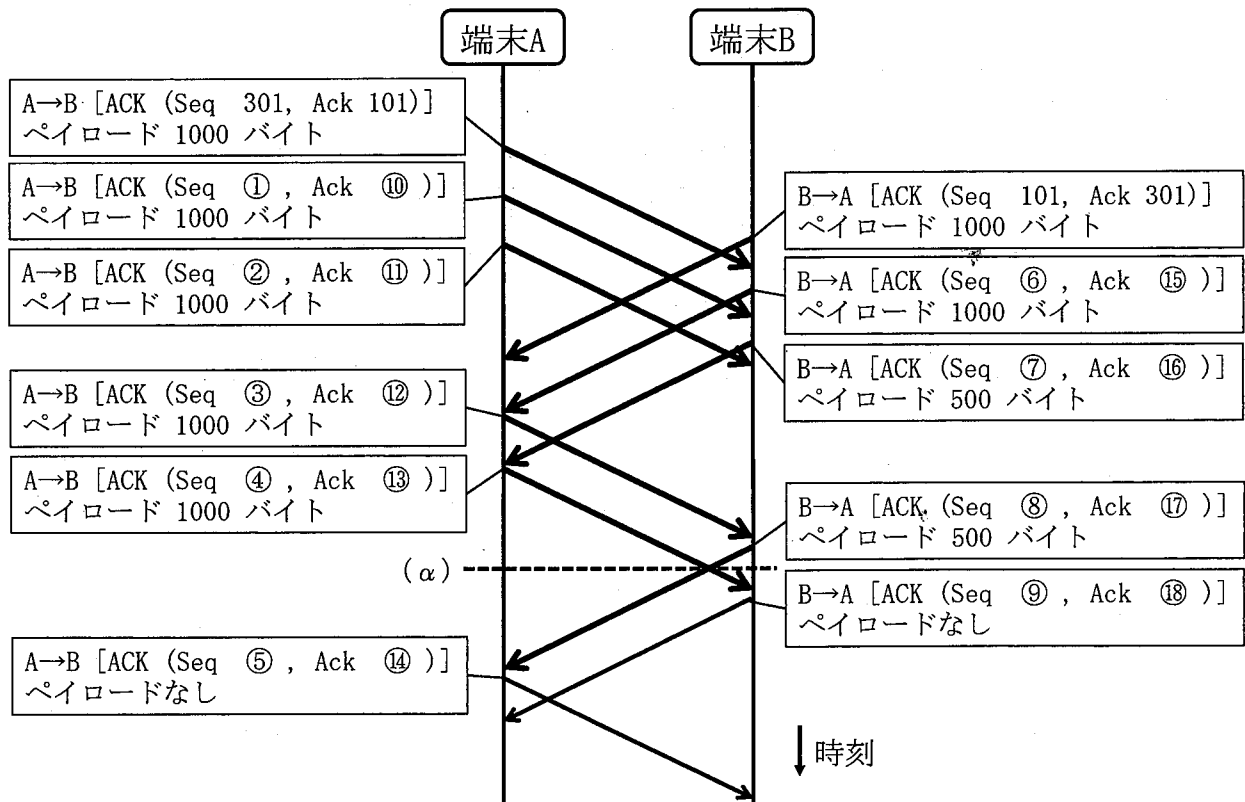 端末A
端末B
A→B [ACK (Seq 301, Ack 101)]
ペイロード 1000 バイト
A→B [ACK (Seq ① , Ack ⑩ )]
ペイロード 1000 バイト
A→B [ACK (Seq ② , Ack ⑪ )]
ペイロード 1000 バイト
B→A [ACK (Seq 101, Ack 301)]
ペイロード 1000 バイト
B→A [ACK (Seq ⑥ , Ack ⑮ )]
ペイロード 1000 バイト
B→A [ACK (Seq ⑦ , Ack ⑯ )]
ペイロード 500 バイト
A→B [ACK (Seq ③ , Ack ⑫ )]
ペイロード 1000 バイト
A→B [ACK (Seq ④ , Ack ⑬ )]
ペイロード 1000 バイト
B→A [ACK (Seq ⑧ , Ack ⑰ )]
ペイロード 500 バイト
(α)
B→A [ACK (Seq ⑨ , Ack ⑱ )]
ペイロードなし
A→B [ACK (Seq ⑤ , Ack ⑭ )]
ペイロードなし
時刻